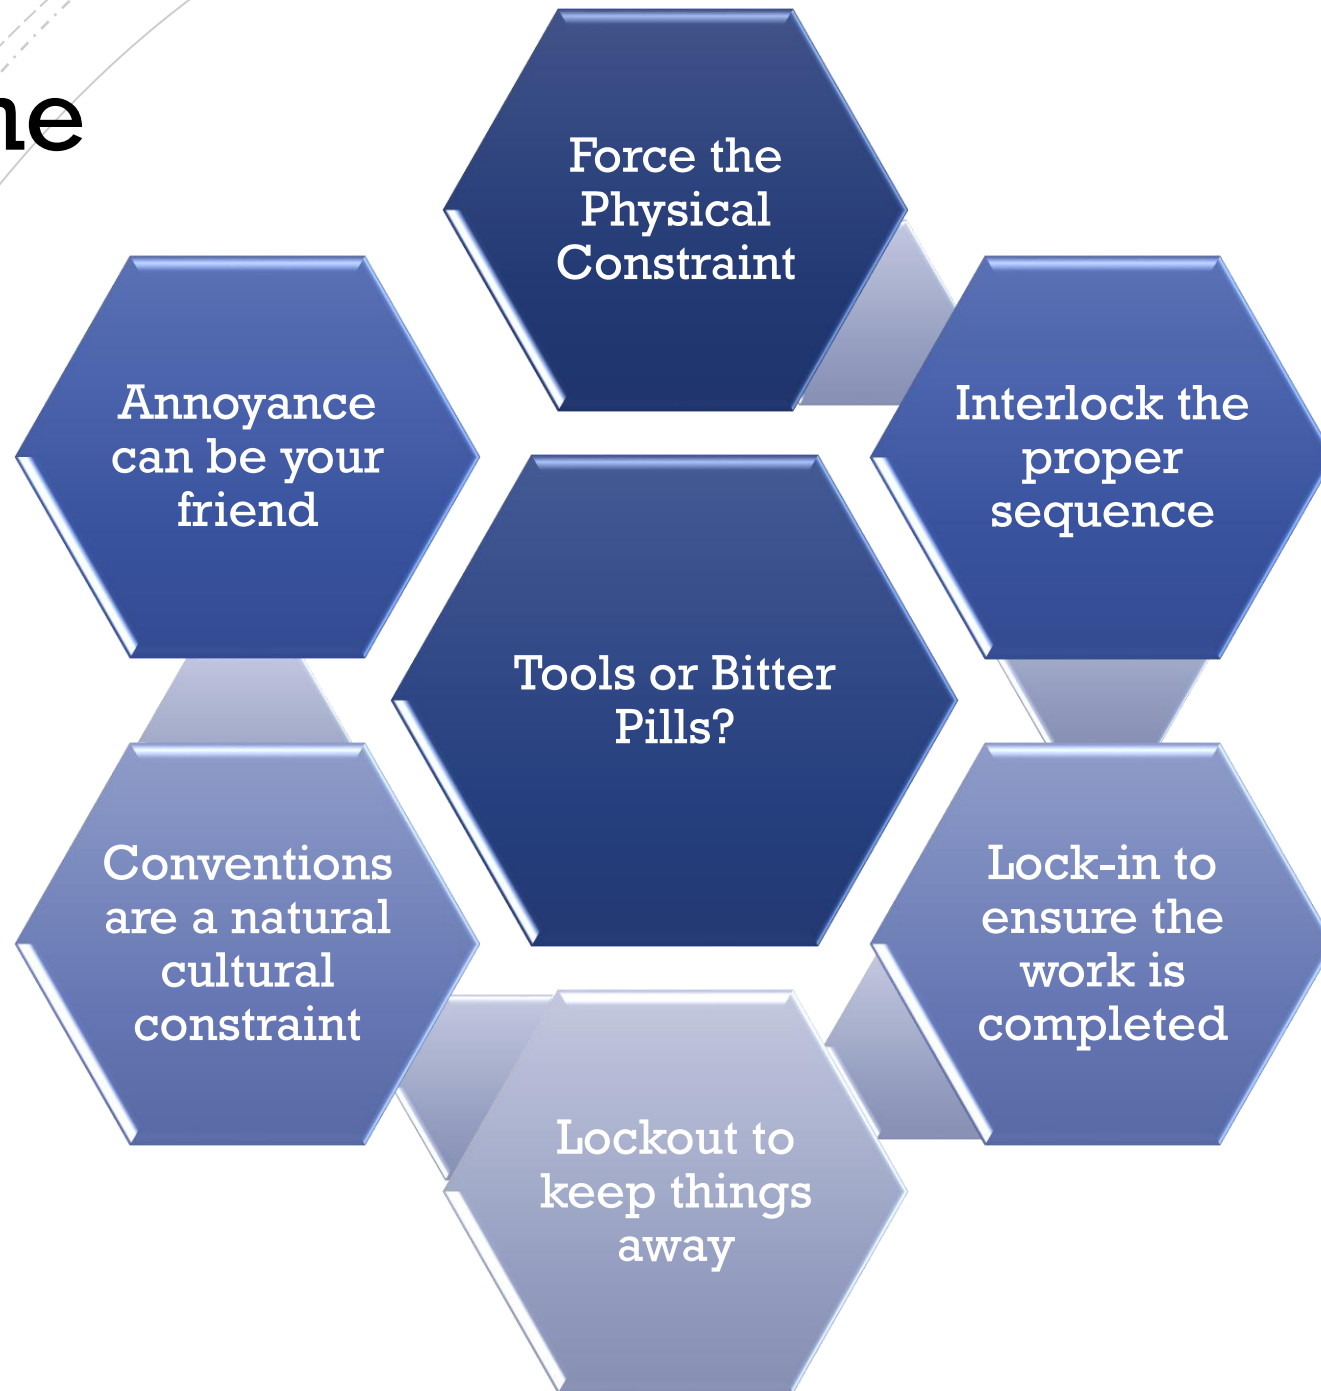 ne
Force the
Physical
Constraint
Interlock the
proper
sequence
Lock-in to
ensure the
work is
completed
Lockout to
keep things
away
Conventions
are a natural
cultural
constraint
Annoyance
can be your
friend
Tools or Bitter
Pills?